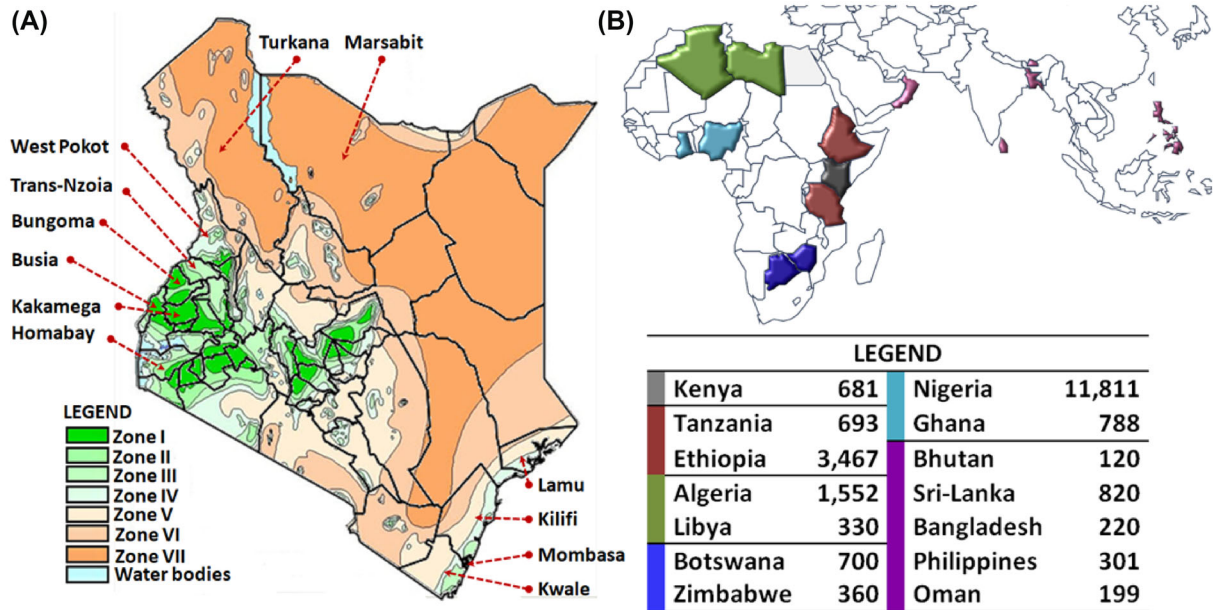 (A)
Turkana
Marsabit
West Pokot
Trans-Nzoia
Bungoma
Busia
Kakamega
Homabay
LEGEND
Zone I
Zone II
Zone III
Zone IV
Zone V
Zone VI
Zone VII
Water bodies
Lamu
Kilifi
Mombasa
Kwale
(B)
LEGEND
Kenya 681
Tanzania 693
Ethiopia 3,467
Algeria 1,552
Libya 330
Botswana 700
Zimbabwe 360
Nigeria 11,811
Ghana 788
Bhutan 120
Sri-Lanka 820
Bangladesh 220
Philippines 301
Oman 199